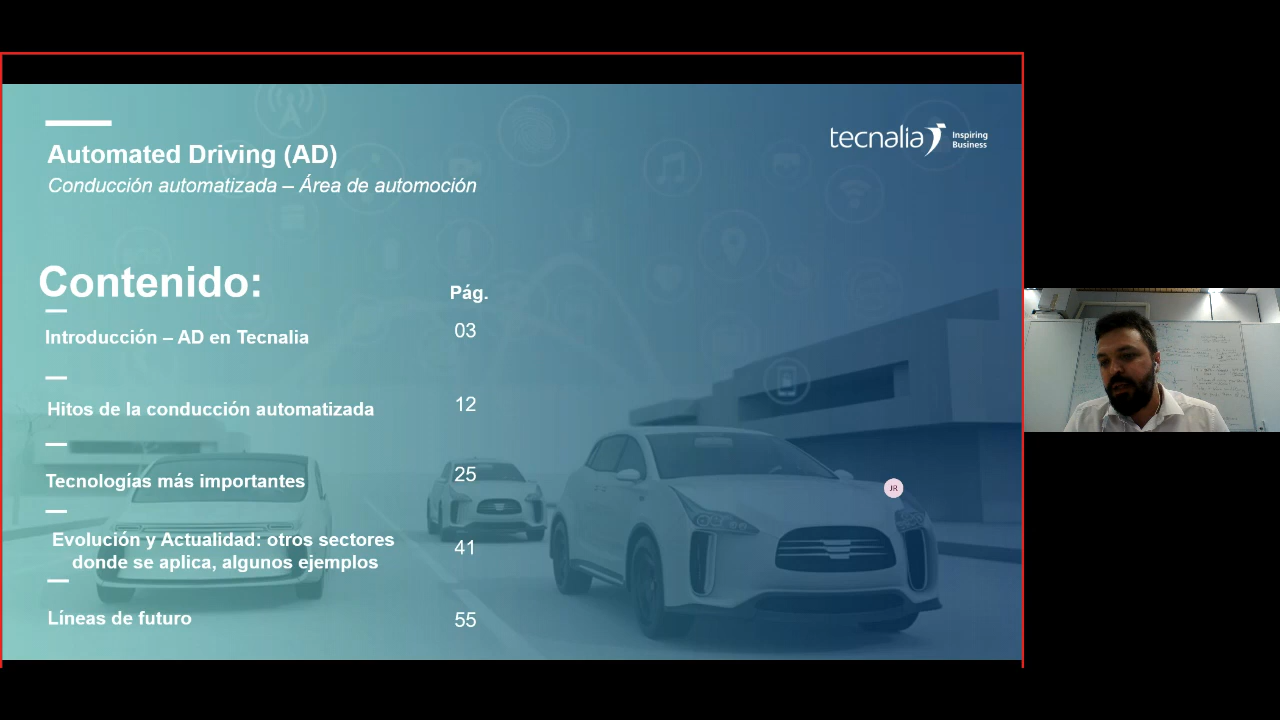 Automated Driving (AD)
Conducción automatizada – Área de automoción
tecnalia Inspiring
Business
Contenido:
Pág.
Introducción – AD en Tecnalia
03
Hitos de la conducción automatizada
12
Tecnologías más importantes
25
Evolución y Actualidad: otros sectores
donde se aplica, algunos ejemplos
41
Líneas de futuro
55
JR